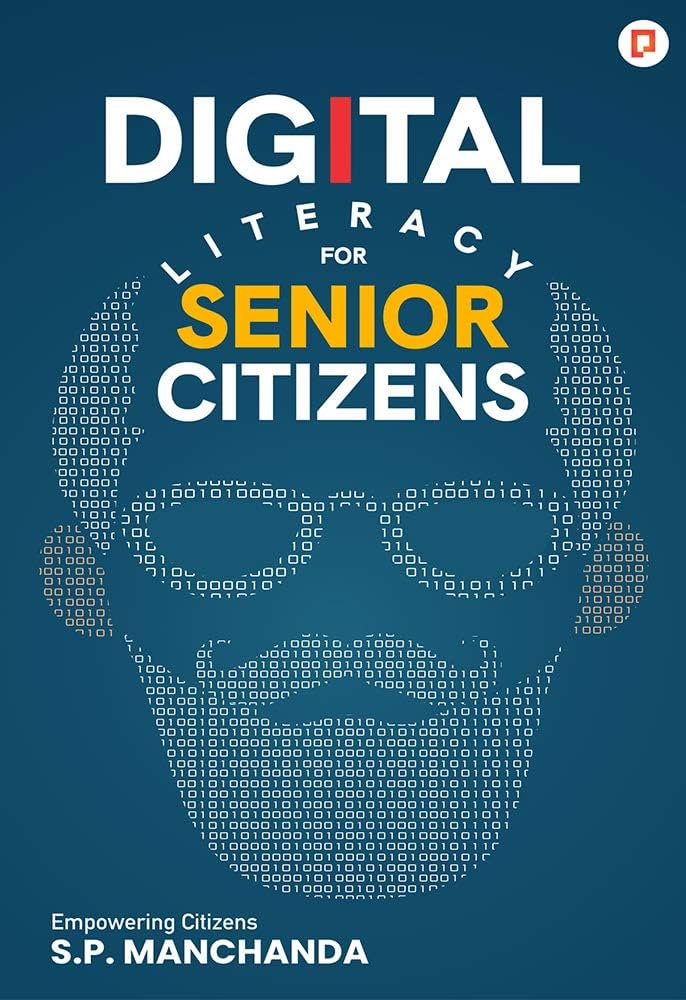 DIGITAL
LITERACY
FOR
SENIOR
CITIZENS
Empowering Citizens
S.P. MANCHANDA